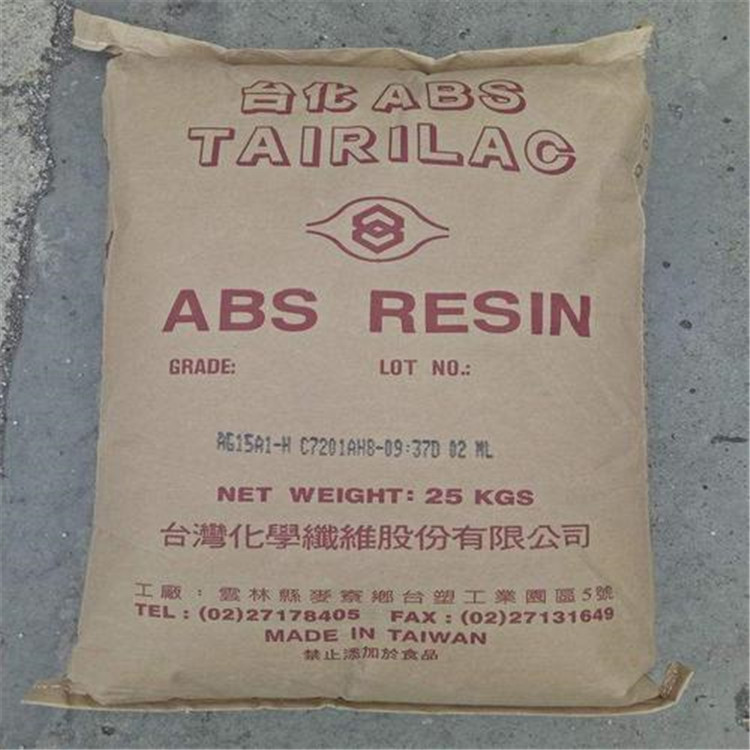 台化 ABS
TAIRILAC
ABS RESIN
GRADE: LOT NO.:
AG15A1-H C7201AH8-09:37D 02 ML
NET WEIGHT: 25 KGS
台灣化學纖維股份有限公司
工廠：雲林縣麥寮鄉台塑工業園區5號
TEL : (02)27178405 FAX : (02)27131649
MADE IN TAIWAN
禁止添加於食品